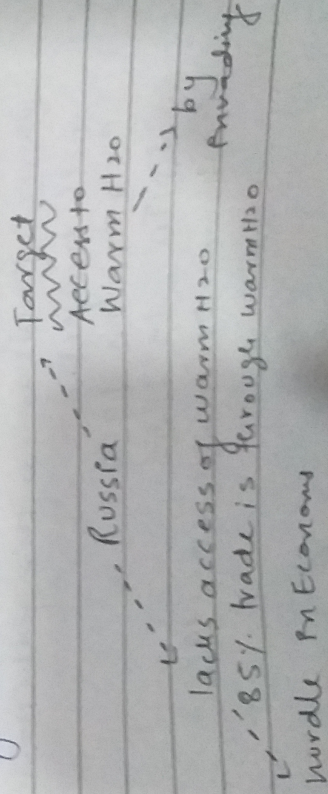 Target
Access to
Warm H2O
Russia
by
invading
lacks access of warm H2O
85% trade is through warm H2O
hurdle in Economs